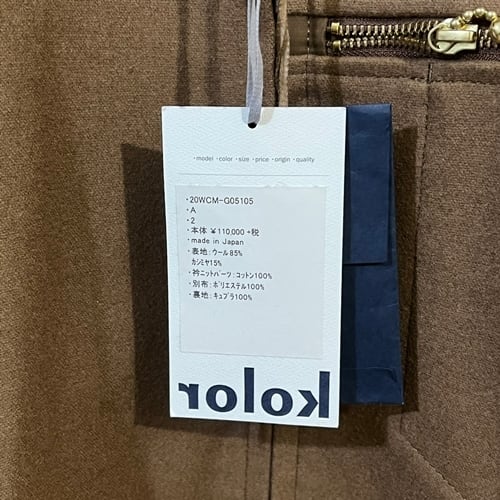 ・model ・color ・size ・price ・origin ・quality
・20WCM-G05105
・A
・2
・本体 ¥110,000 +税
・made in Japan
・表地:ウール85%
カシミヤ15%
・衿ニットパーツ:コットン100%
・別布:ポリエステル100%
・裏地:キュプラ100%
kolor